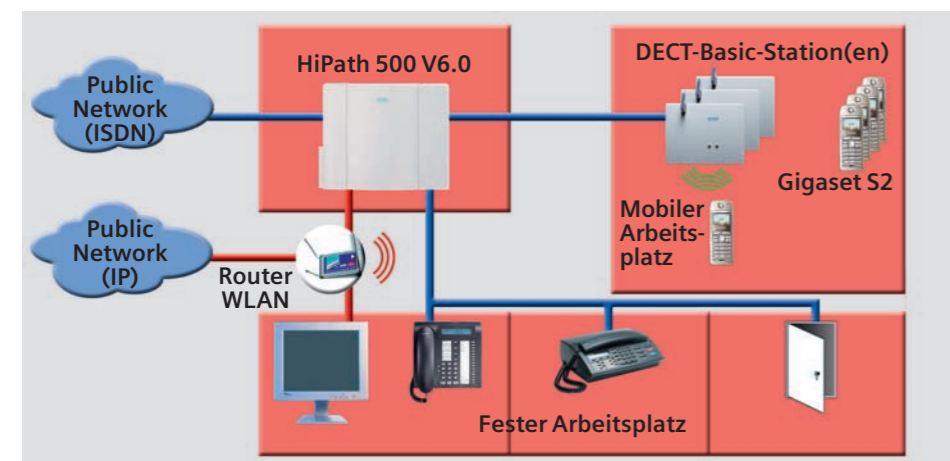 HiPath 500 V6.0
DECT-Basic-Station(en)
Public
Network
(ISDN)
Gigaset S2
Mobiler
Arbeits-
platz
Public
Network
(IP)
Router
WLAN
Fester Arbeitsplatz